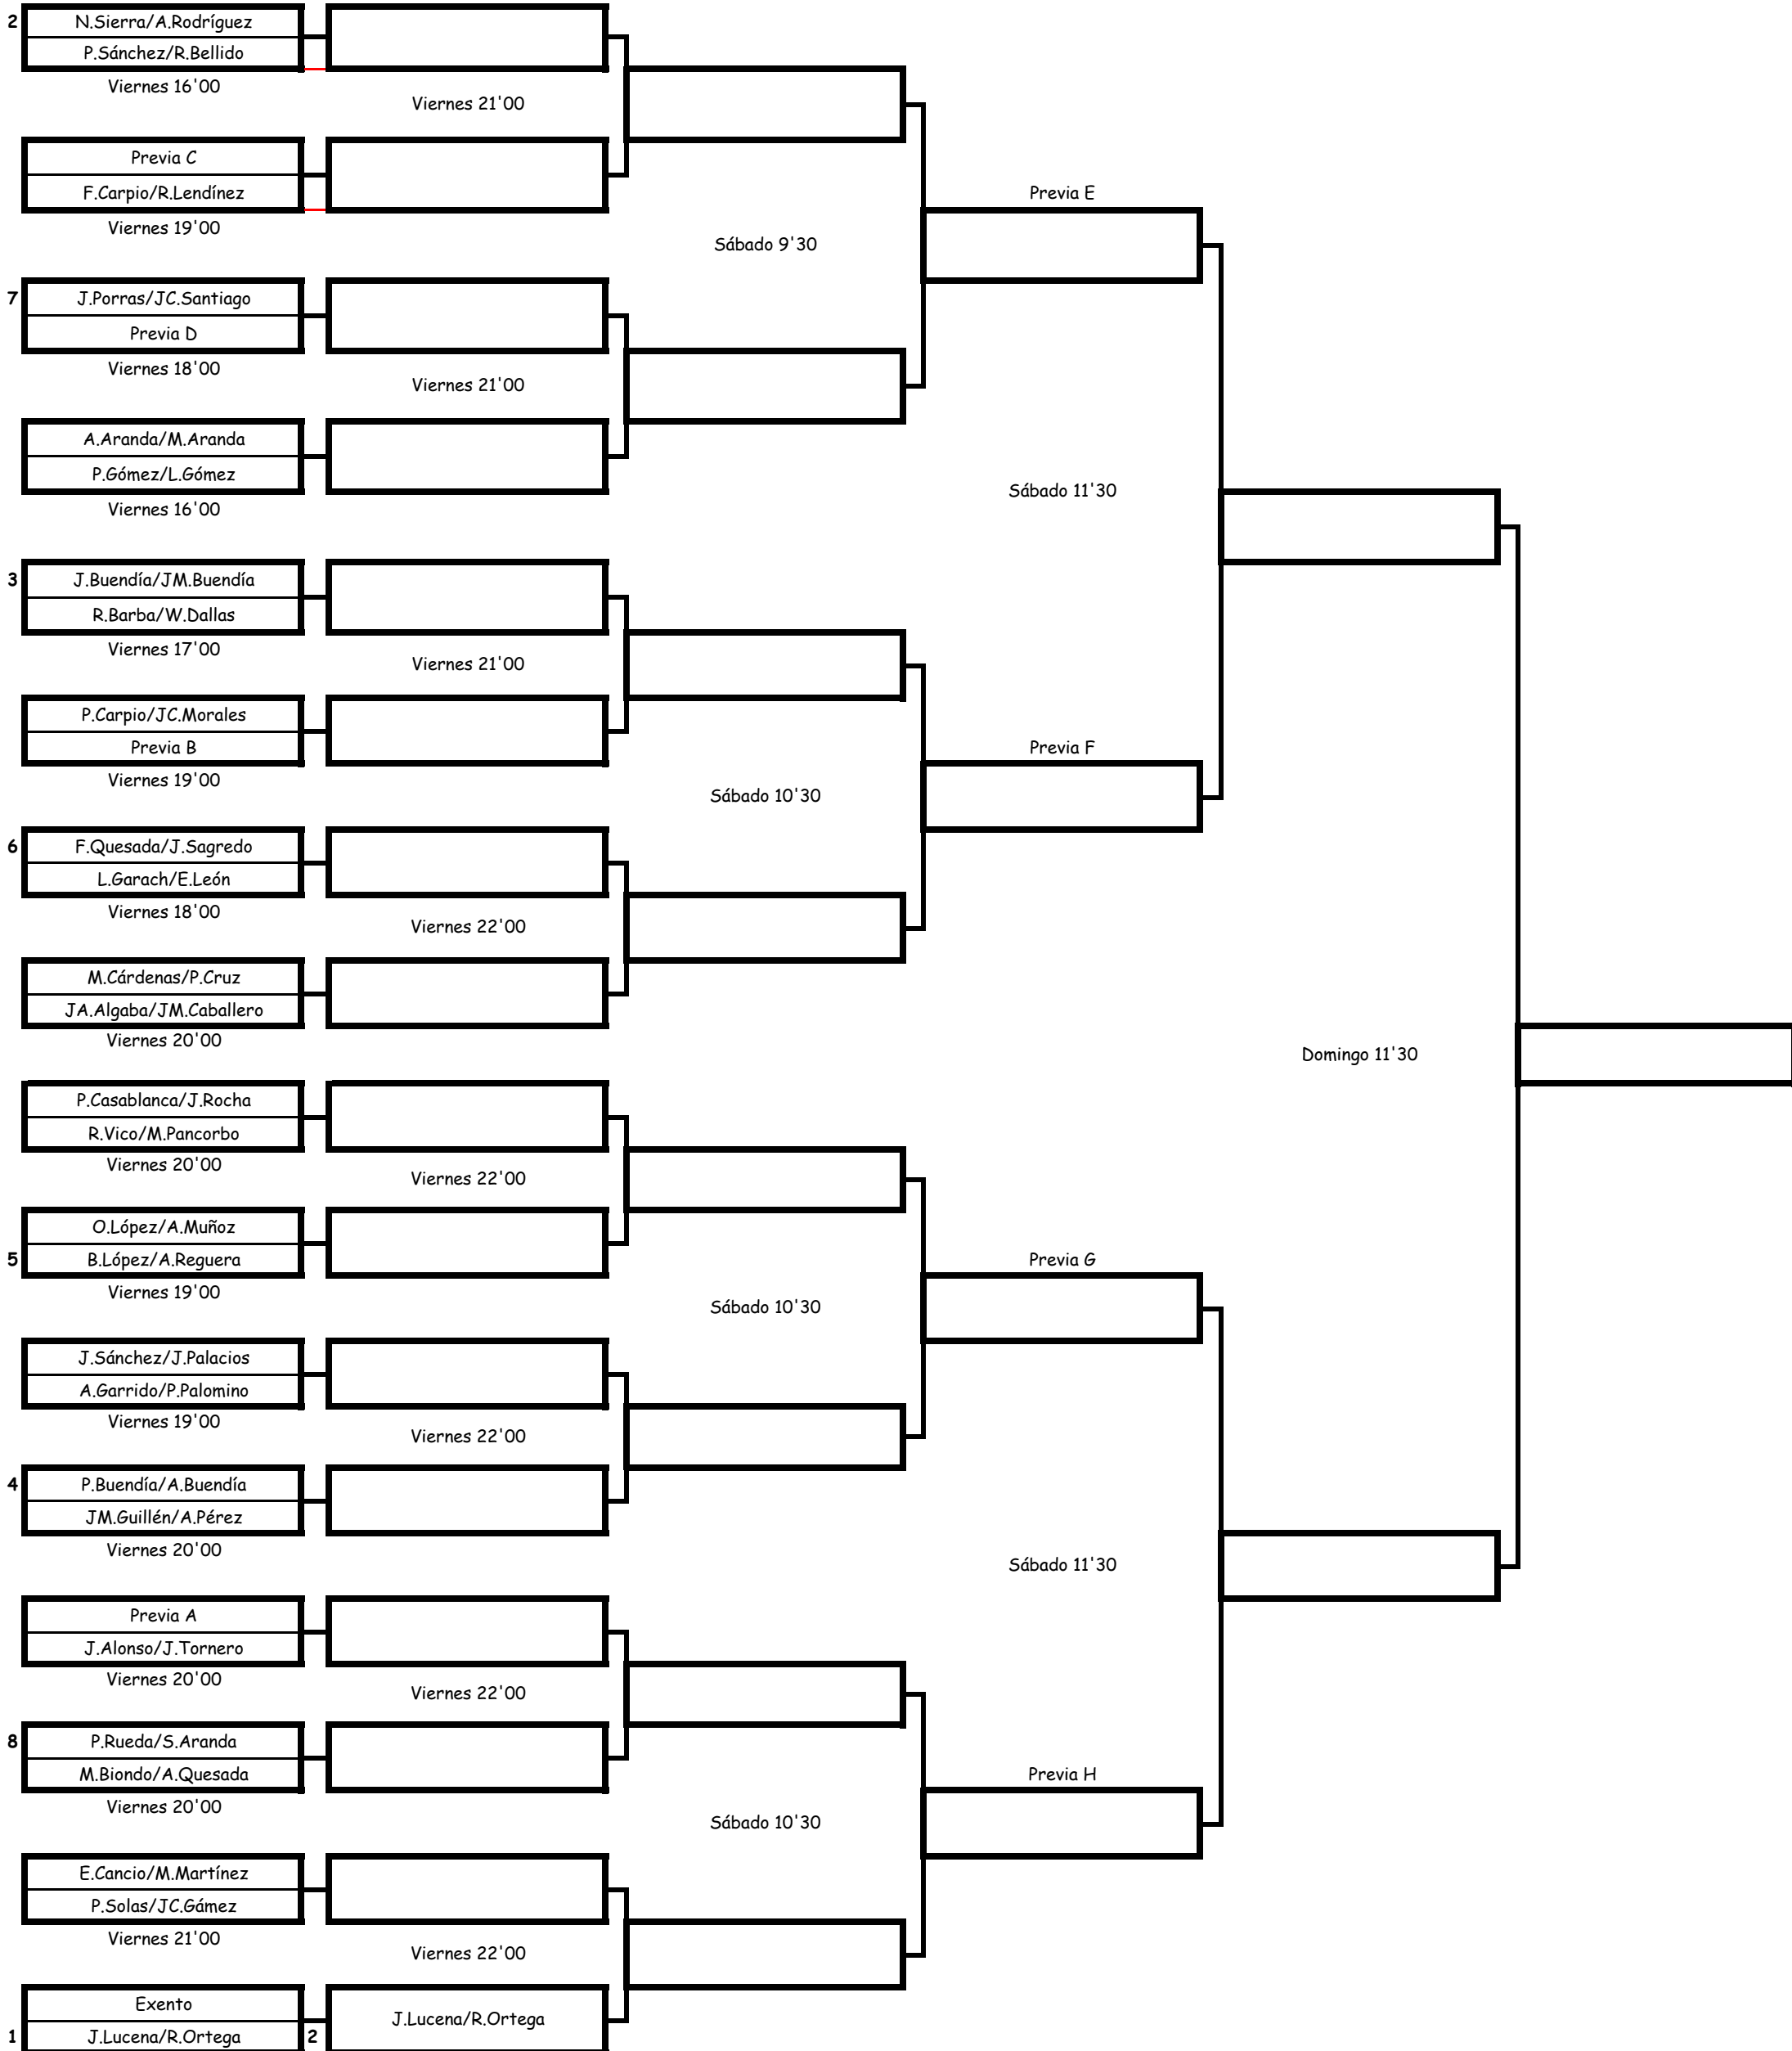 2
N.Sierra/A.Rodríguez
P.Sánchez/R.Bellido
Viernes 16'00
Viernes 21'00
Previa C
F.Carpio/R.Lendínez
Previa E
Viernes 19'00
Sábado 9'30
7
J.Porras/JC.Santiago
Previa D
Viernes 18'00
Viernes 21'00
A.Aranda/M.Aranda
P.Gómez/L.Gómez
Sábado 11'30
Viernes 16'00
3
J.Buendía/JM.Buendía
R.Barba/W.Dallas
Viernes 17'00
Viernes 21'00
P.Carpio/JC.Morales
Previa B
Previa F
Viernes 19'00
Sábado 10'30
6
F.Quesada/J.Sagredo
L.Garach/E.León
Viernes 18'00
Viernes 22'00
M.Cárdenas/P.Cruz
JA.Algaba/JM.Caballero
Viernes 20'00
Domingo 11'30
P.Casablanca/J.Rocha
R.Vico/M.Pancorbo
Viernes 20'00
Viernes 22'00
O.López/A.Muñoz
5
B.López/A.Reguera
Previa G
Viernes 19'00
Sábado 10'30
J.Sánchez/J.Palacios
A.Garrido/P.Palomino
Viernes 19'00
Viernes 22'00
4
P.Buendía/A.Buendía
JM.Guillén/A.Pérez
Viernes 20'00
Sábado 11'30
Previa A
J.Alonso/J.Tornero
Viernes 20'00
Viernes 22'00
8
P.Rueda/S.Aranda
M.Biondo/A.Quesada
Previa H
Viernes 20'00
Sábado 10'30
E.Cancio/M.Martínez
P.Solas/JC.Gámez
Viernes 21'00
Viernes 22'00
Exento
J.Lucena/R.Ortega
1
J.Lucena/R.Ortega
2